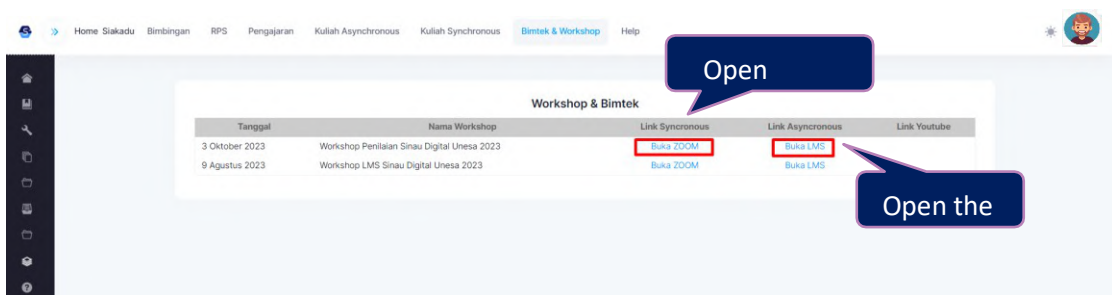 Home Siakadu Bimbingan RPS Pengajaran Kuliah Asynchronous Kuliah Synchronous Bimtek & Workshop Help
Open
Workshop & Bimtek
Tanggal Nama Workshop Link Syncronous Link Asyncronous Link Youtube
3 Oktober 2023 Workshop Penilaian Sinau Digital Unesa 2023 Buka ZOOM Buka LMS
9 Agustus 2023 Workshop LMS Sinau Digital Unesa 2023 Buka ZOOM Buka LMS
Open the